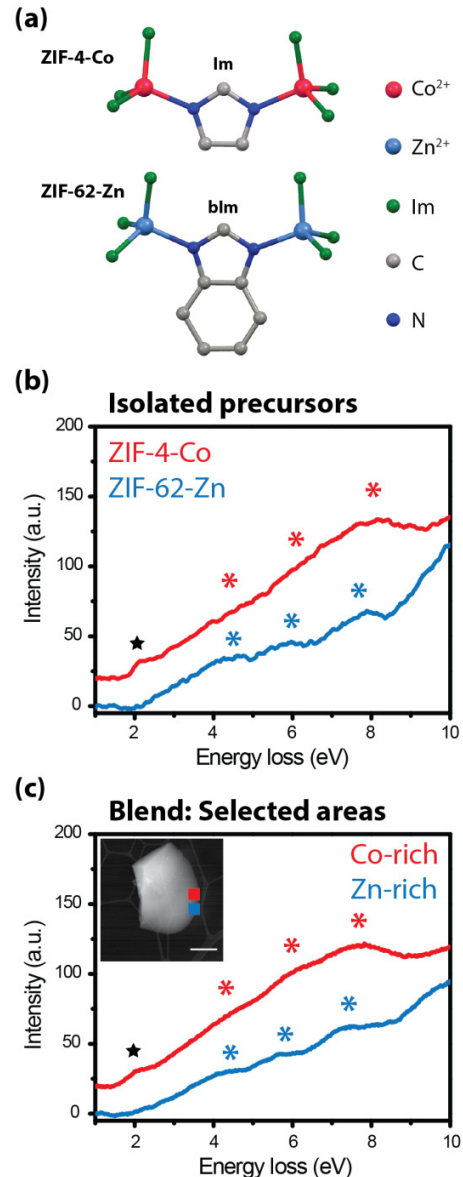 (a)
ZIF-4-Co
Im
Co²⁺
Zn²⁺
ZIF-62-Zn
bIm
Im
C
N
(b)
Isolated precursors
200
ZIF-4-Co
ZIF-62-Zn
150
100
50
0
Intensity (a.u.)
2 4 6 8 10
Energy loss (eV)
(c)
Blend: Selected areas
200
Co-rich
Zn-rich
150
100
50
0
Intensity (a.u.)
2 4 6 8 10
Energy loss (eV)